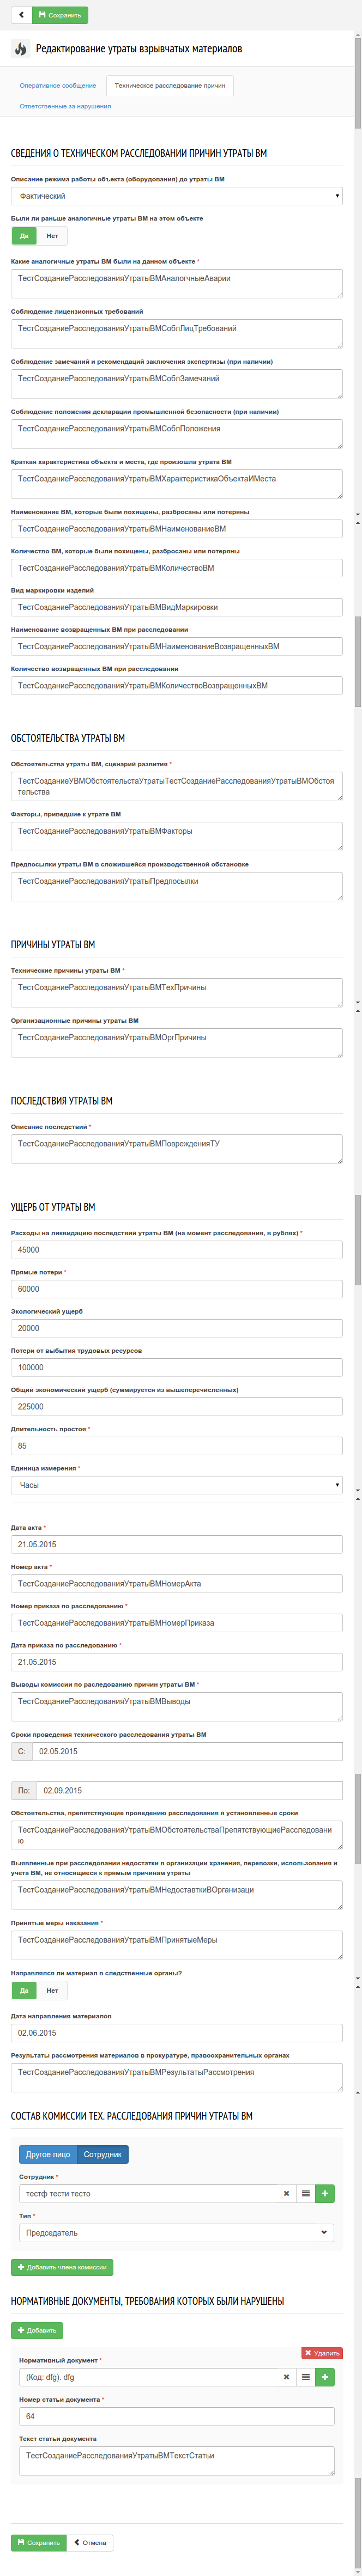 Сохранить
Редактирование утраты взрывчатых материалов
Оперативное сообщение
Техническое расследование причин
Ответственные за нарушения
СВЕДЕНИЯ О ТЕХНИЧЕСКОМ РАССЛЕДОВАНИИ ПРИЧИН УТРАТЫ ВМ
Описание режима работы объекта (оборудования) до утраты ВМ
Фактический
Были ли раньше аналогичные утраты ВМ на этом объекте
Да Нет
Какие аналогичные утраты ВМ были на данном объекте *
ТестСозданиеРасследованияУтратыВМАналогчныеАварии
Соблюдение лицензионных требований
ТестСозданиеРасследованияУтратыВМСоблЛицТребований
Соблюдение замечаний и рекомендаций заключения экспертизы (при наличии)
ТестСозданиеРасследованияУтратыВМСоблЗамечаний
Соблюдение положения декларации промышленной безопасности (при наличии)
ТестСозданиеРасследованияУтратыВМСоблПоложения
Краткая характеристика объекта и места, где произошла утрата ВМ
ТестСозданиеРасследованияУтратыВМХарактеристикаОбъектаИМеста
Наименование ВМ, которые были похищены, разбросаны или потеряны
ТестСозданиеРасследованияУтратыВМНаименованиеВМ
Количество ВМ, которые были похищены, разбросаны или потеряны
ТестСозданиеРасследованияУтратыВМКоличествоВМ
Вид маркировки изделий
ТестСозданиеРасследованияУтратыВМВидМаркировки
Наименование возвращенных ВМ при расследовании
ТестСозданиеРасследованияУтратыВМНаименованиеВозвращенныхВМ
Количество возвращенных ВМ при расследовании
ТестСозданиеРасследованияУтратыВМКоличествоВозвращенныхВМ
ОБСТОЯТЕЛЬСТВА УТРАТЫ ВМ
Обстоятельства утраты ВМ, сценарий развития *
ТестСозданиеУВМОбстоятельстаУтратыТестСозданиеРасследованияУтратыВМОбстоя
тельства
Факторы, приведшие к утрате ВМ
ТестСозданиеРасследованияУтратыВМФакторы
Предпосылки утраты ВМ в сложившейся производственной обстановке
ТестСозданиеРасследованияУтратыПредпосылки
ПРИЧИНЫ УТРАТЫ ВМ
Технические причины утраты ВМ *
ТестСозданиеРасследованияУтратыВМТехПричины
Организационные причины утраты ВМ
ТестСозданиеРасследованияУтратыВМОргПричины
ПОСЛЕДСТВИЯ УТРАТЫ ВМ
Описание последствий *
ТестСозданиеРасследованияУтратыВМПоврежденияТУ
УЩЕРБ ОТ УТРАТЫ ВМ
Расходы на ликвидацию последствий утраты ВМ (на момент расследования, в рублях) *
45000
Прямые потери *
60000
Экологический ущерб
20000
Потери от выбытия трудовых ресурсов
100000
Общий экономический ущерб (суммируется из вышеперечисленных)
225000
Длительность простоев *
85
Единица измерения *
Часы
Дата акта *
21.05.2015
Номер акта *
ТестСозданиеРасследованияУтратыВМНомерАкта
Номер приказа по расследованию *
ТестСозданиеРасследованияУтратыВМНомерПриказа
Дата приказа по расследованию *
21.05.2015
Выводы комиссии по раследованию причин утраты ВМ *
ТестСозданиеРасследованияУтратыВМВыводы
Сроки проведения технического расследования утраты ВМ
С: 02.05.2015
По: 02.09.2015
Обстоятельства, препятствующие проведению расследования в установленные сроки
ТестСозданиеРасследованияУтратыВМОбстоятельстваПрепятствующиеРасследовани
ю
Выявленные при расследовании недостатки в организации хранения, перевозки, использования и
учета ВМ, не относящиеся к прямым причинам утраты
ТестСозданиеРасследованияУтратыВМНедоставткиВОрганизаци
Принятые меры наказания *
ТестСозданиеРасследованияУтратыВМПринятыеМеры
Направлялся ли материал в следственные органы?
Да Нет
Дата направления материалов
02.06.2015
Результаты рассмотрения материалов в прокуратуре, правоохранительных органах
ТестСозданиеРасследованияУтратыВМРезультатыРассмотрения
СОСТАВ КОМИССИИ ТЕХ. РАССЛЕДОВАНИЯ ПРИЧИН УТРАТЫ ВМ
Другое лицо Сотрудник
Сотрудник *
тестф тести тесто
Тип *
Председатель
Добавить члена комиссии
НОРМАТИВНЫЕ ДОКУМЕНТЫ, ТРЕБОВАНИЯ КОТОРЫХ БЫЛИ НАРУШЕНЫ
Добавить
Удалить
Нормативный документ *
(Код: dfg). dfg
Номер статьи документа *
64
Текст статьи документа
ТестСозданиеРасследованияУтратыВМТекстСтатьи
Сохранить Отмена